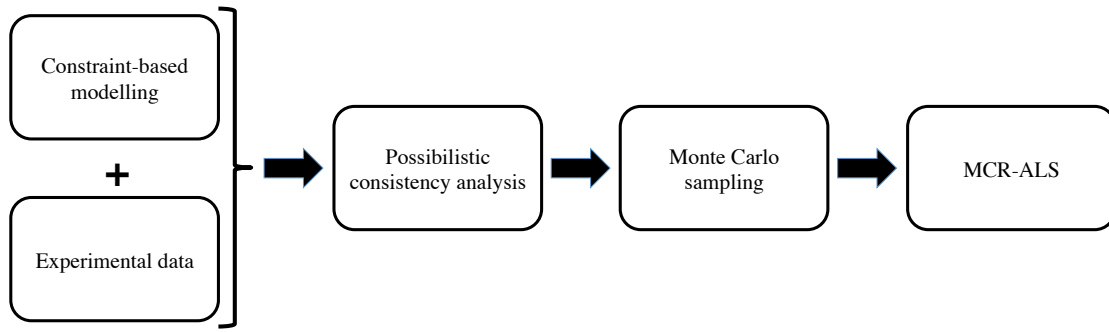 Constraint-based
modelling
+
Experimental data
Possibilistic
consistency analysis
Monte Carlo
sampling
MCR-ALS